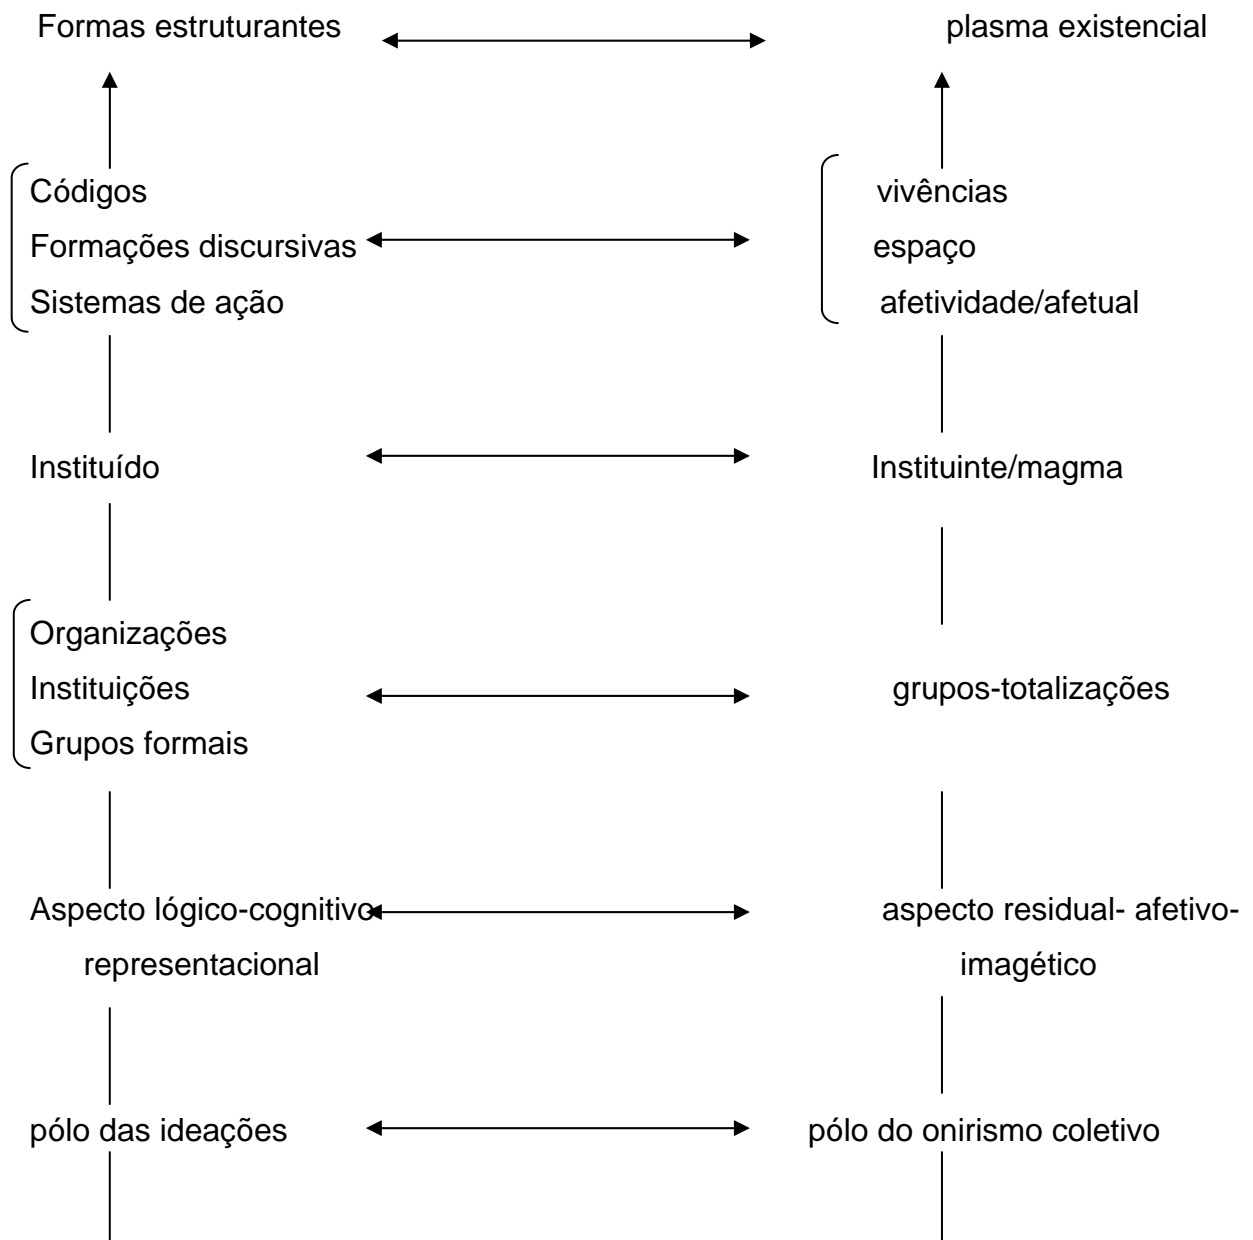 Formas estruturantes plasma existencial
Códigos vivências
Formações discursivas espaço
Sistemas de ação afetividade/afetual
Instituído Instituinte/magma
Organizações
Instituições grupos-totalizações
Grupos formais
Aspecto lógico-cognitivo- aspecto residual- afetivo-
representacional imagético
pólo das ideações pólo do onirismo coletivo